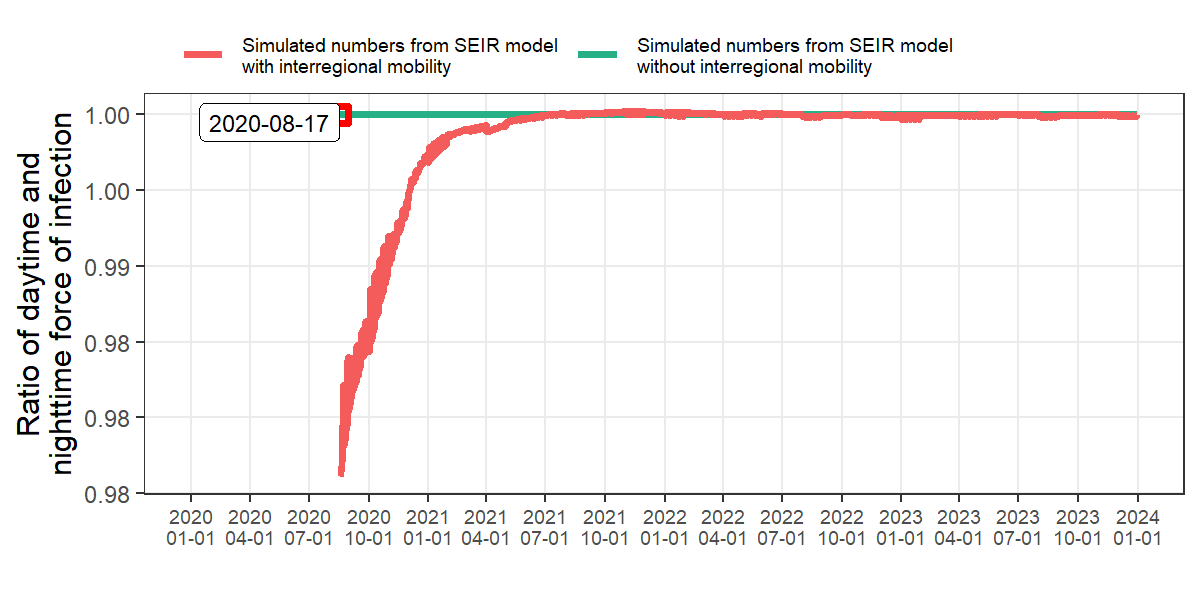 Simulated numbers from SEIR model
with interregional mobility
Simulated numbers from SEIR model
without interregional mobility
Ratio of daytime and
nighttime force of infection
1.00
1.00
0.99
0.98
0.98
0.98
2020-08-17
2020 2020 2020 2020 2021 2021 2021 2021 2022 2022 2022 2022 2023 2023 2023 2023 2024
01-01 04-01 07-01 10-01 01-01 04-01 07-01 10-01 01-01 04-01 07-01 10-01 01-01 04-01 07-01 10-01 01-01